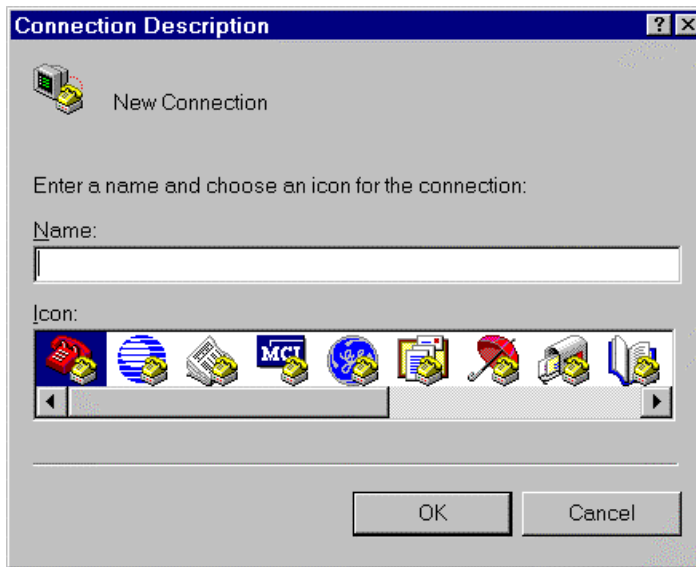 Connection Description
New Connection
Enter a name and choose an icon for the connection:
Name:
Icon:
MCI
OK
Cancel